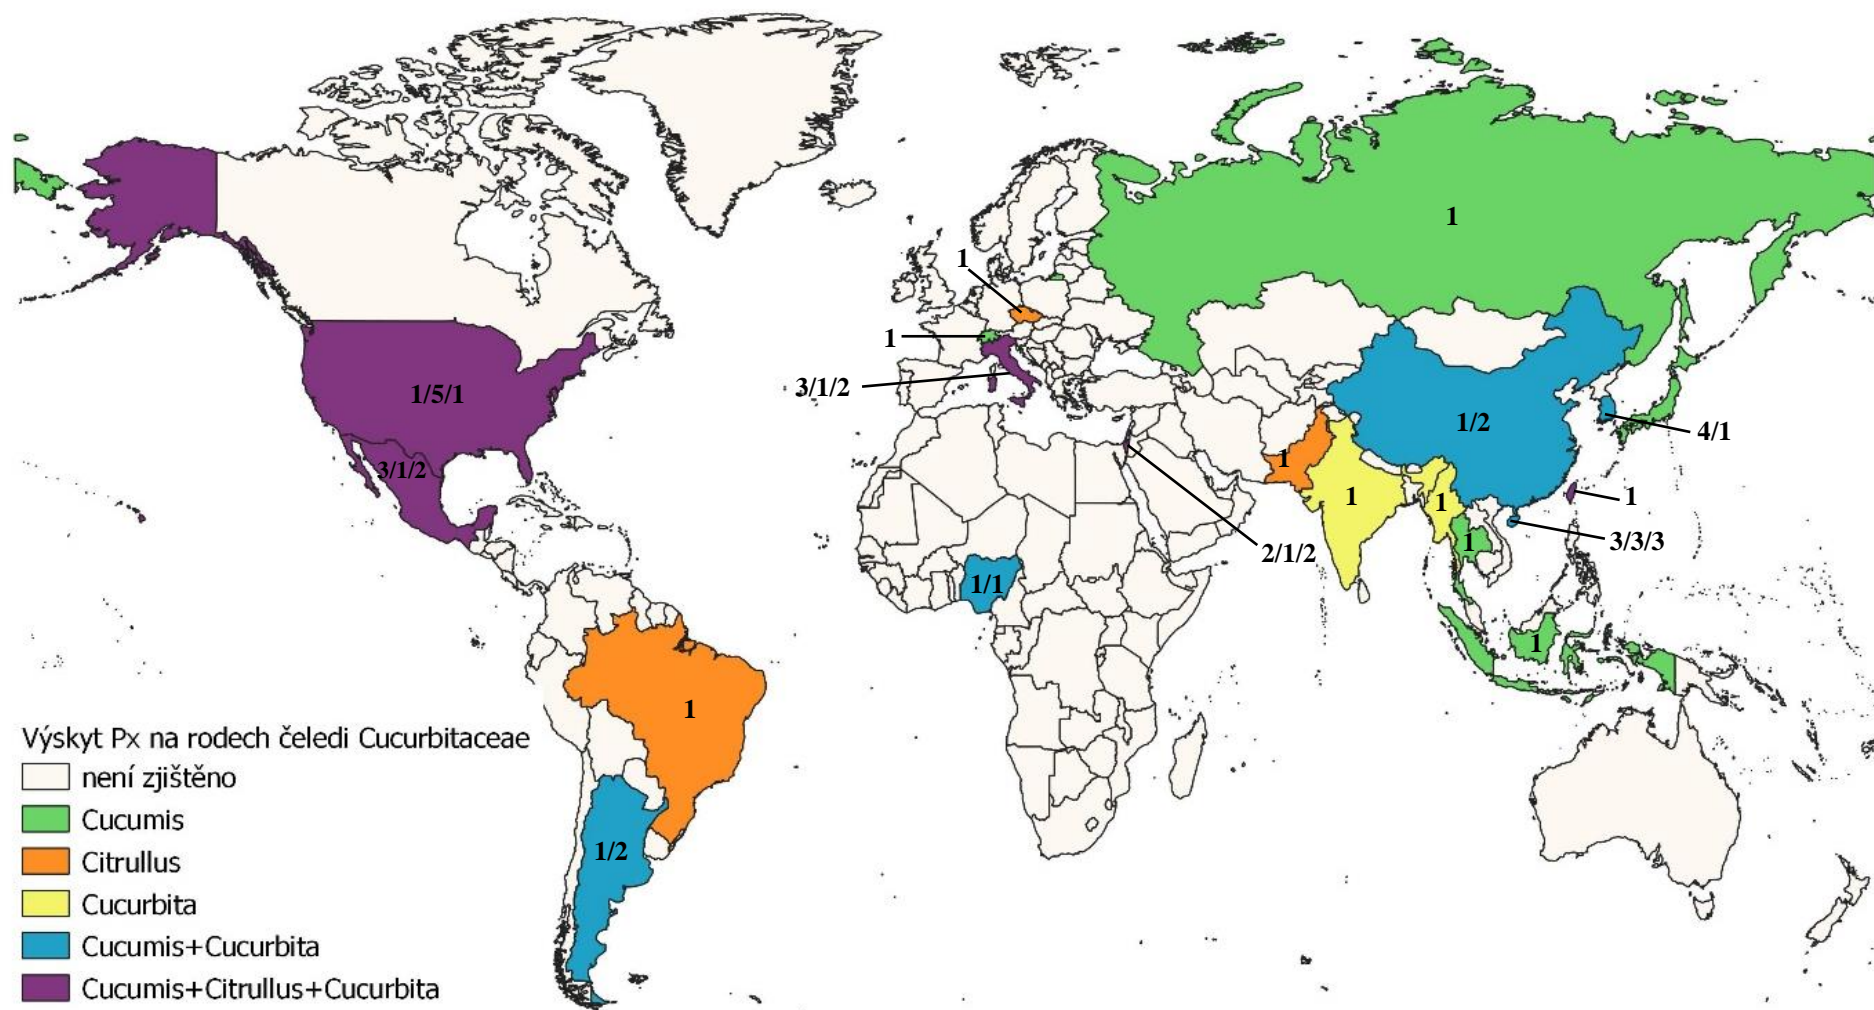 1
1
1
3/1/2
1/5/1
1/2
4/1
3/1/2
1
1
1
1
3/3/3
1
2/1/2
1/1
1
1
Výskyt Px na rodech čeledi Cucurbitaceae
není zjištěno
Cucumis
Citrullus
1/2
Cucurbita
Cucumis+Cucurbita
Cucumis+Citrullus+Cucurbita